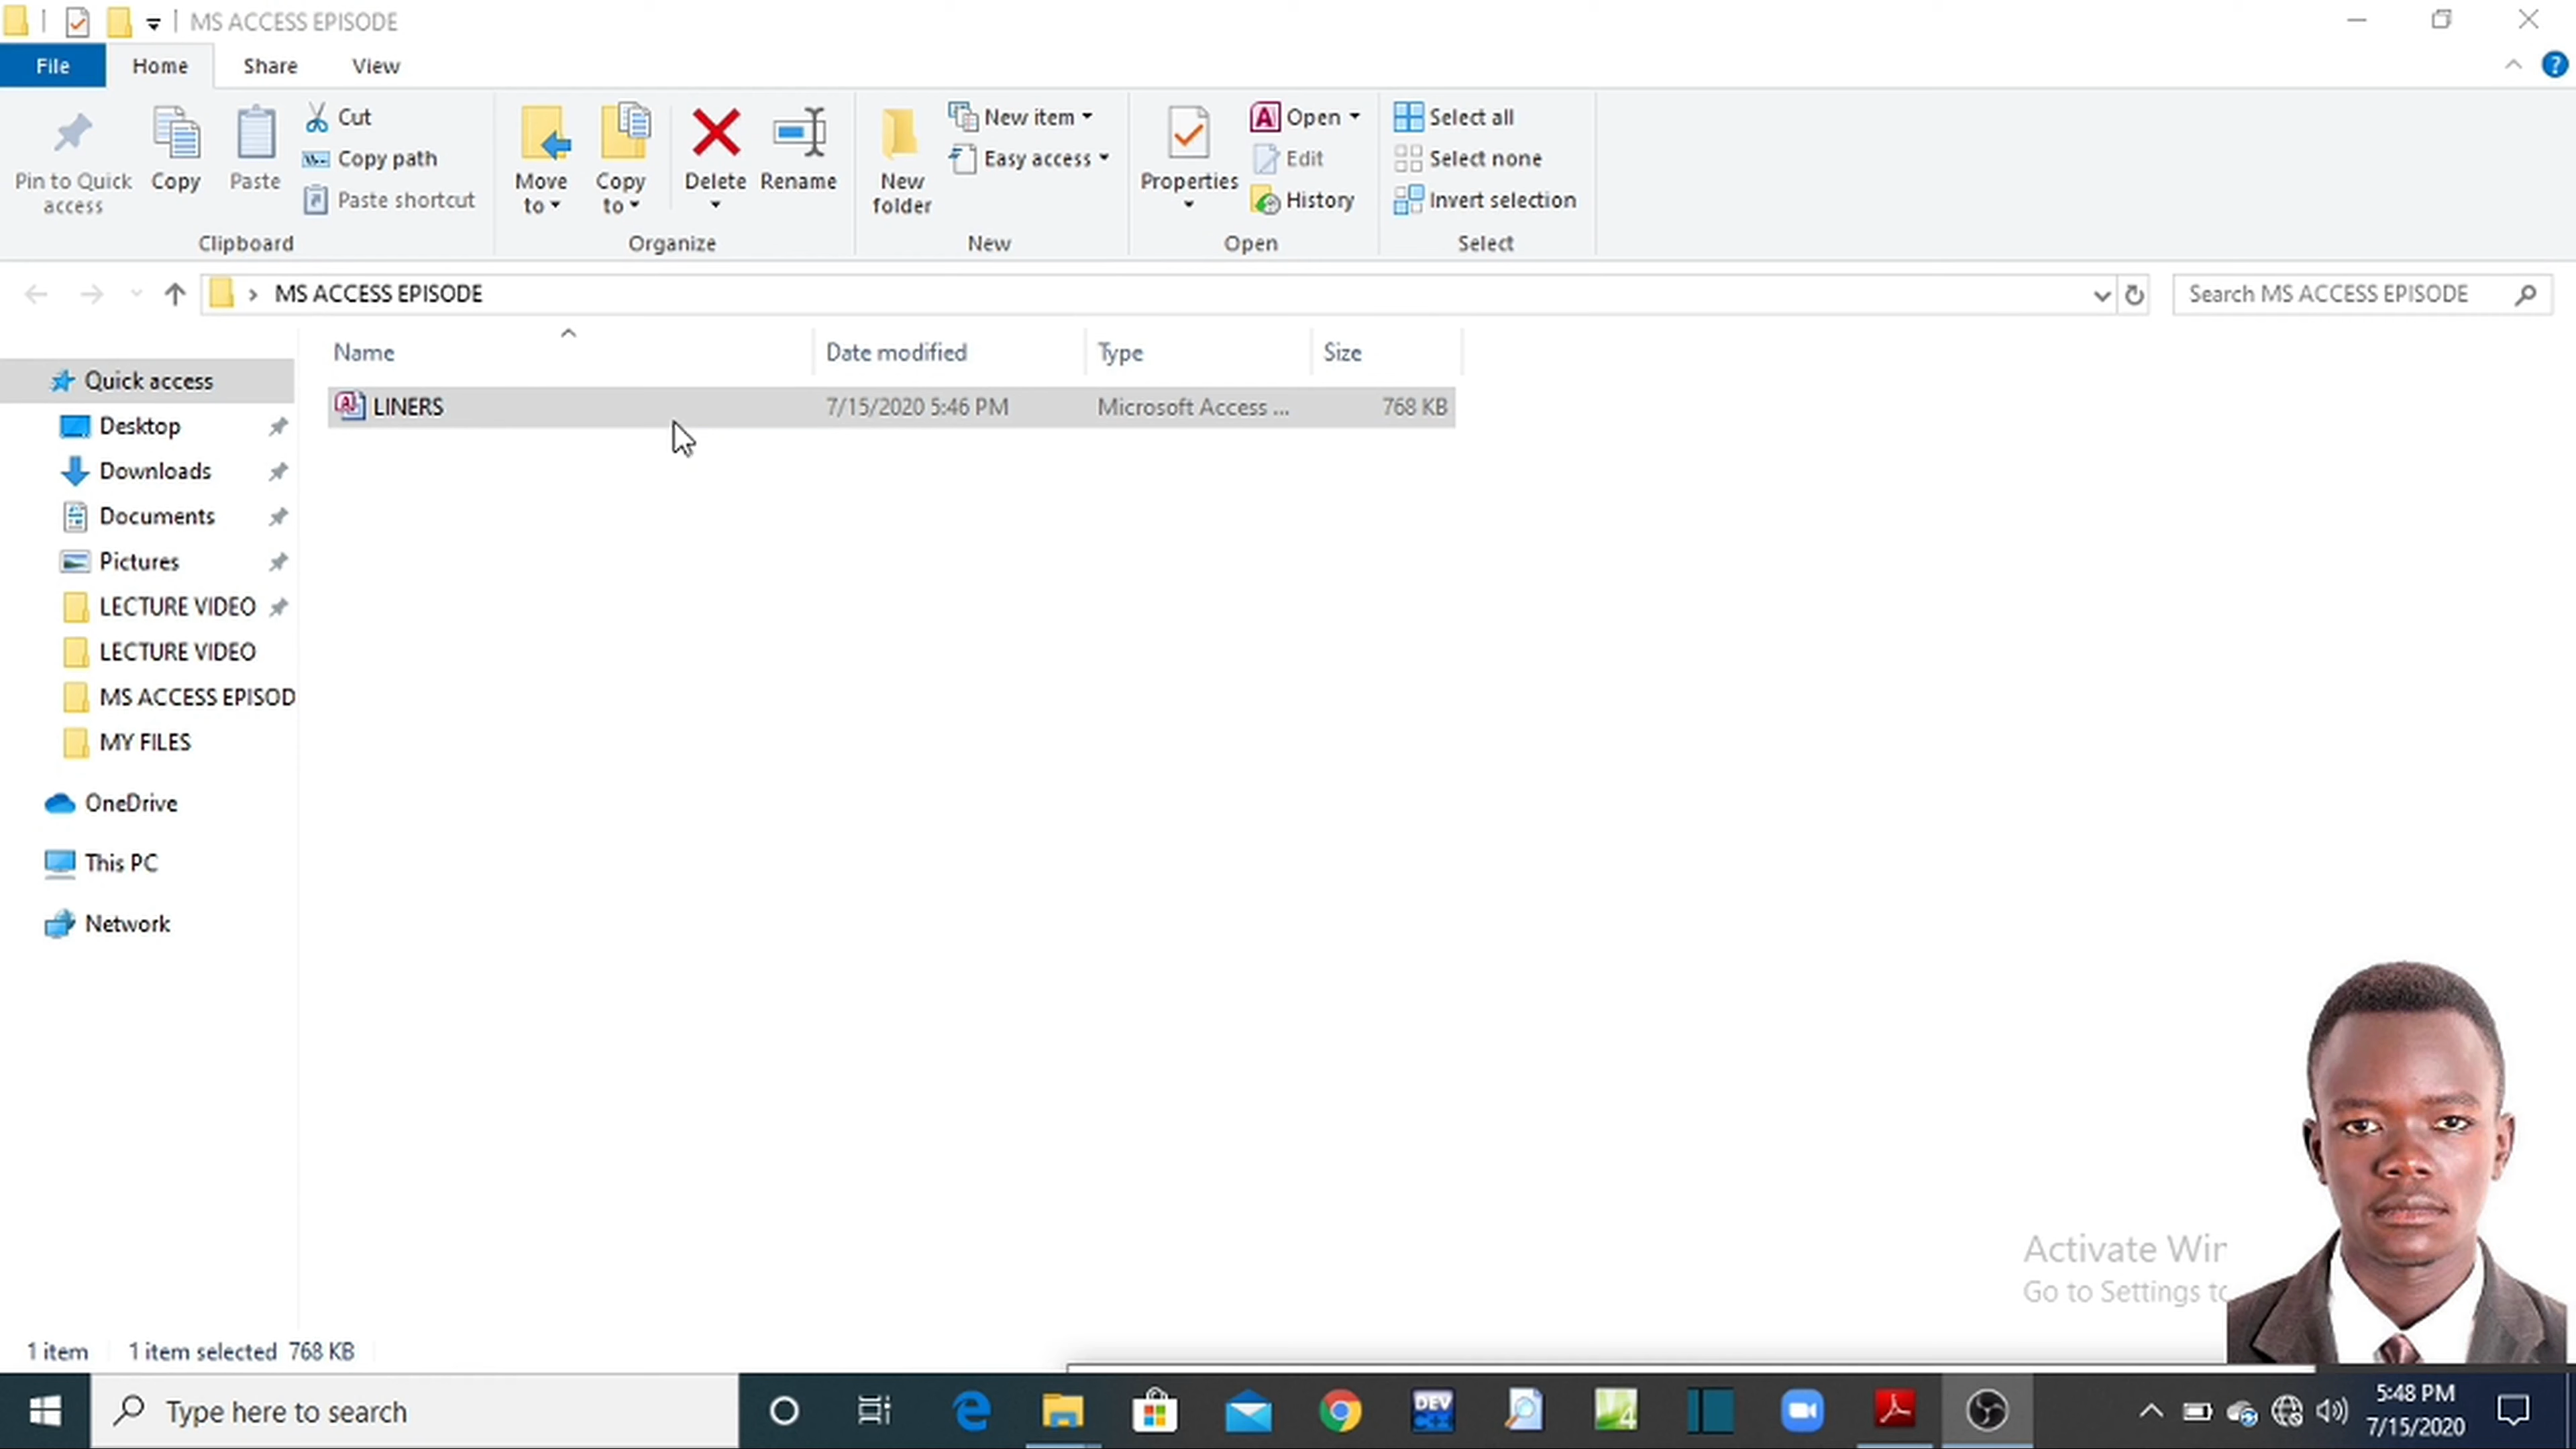 MS ACCESS EPISODE
File Home Share View
Pin to Quick access
Copy
Paste
Cut
Copy path
Paste shortcut
Move to
Copy to
Delete
Rename
New folder
New item
Easy access
Properties
Open
Edit
History
Select all
Select none
Invert selection
Clipboard Organize New Open Select
MS ACCESS EPISODE
Search MS ACCESS EPISODE
Name Date modified Type Size
LINERS 7/15/2020 5:46 PM Microsoft Access ... 768 KB
Quick access
Desktop
Downloads
Documents
Pictures
LECTURE VIDEO
LECTURE VIDEO
MS ACCESS EPISOD
MY FILES
OneDrive
This PC
Network
Activate Win
Go to Settings to
1 item 1 item selected 768 KB
Type here to search
DEV C++
4
5:48 PM
7/15/2020